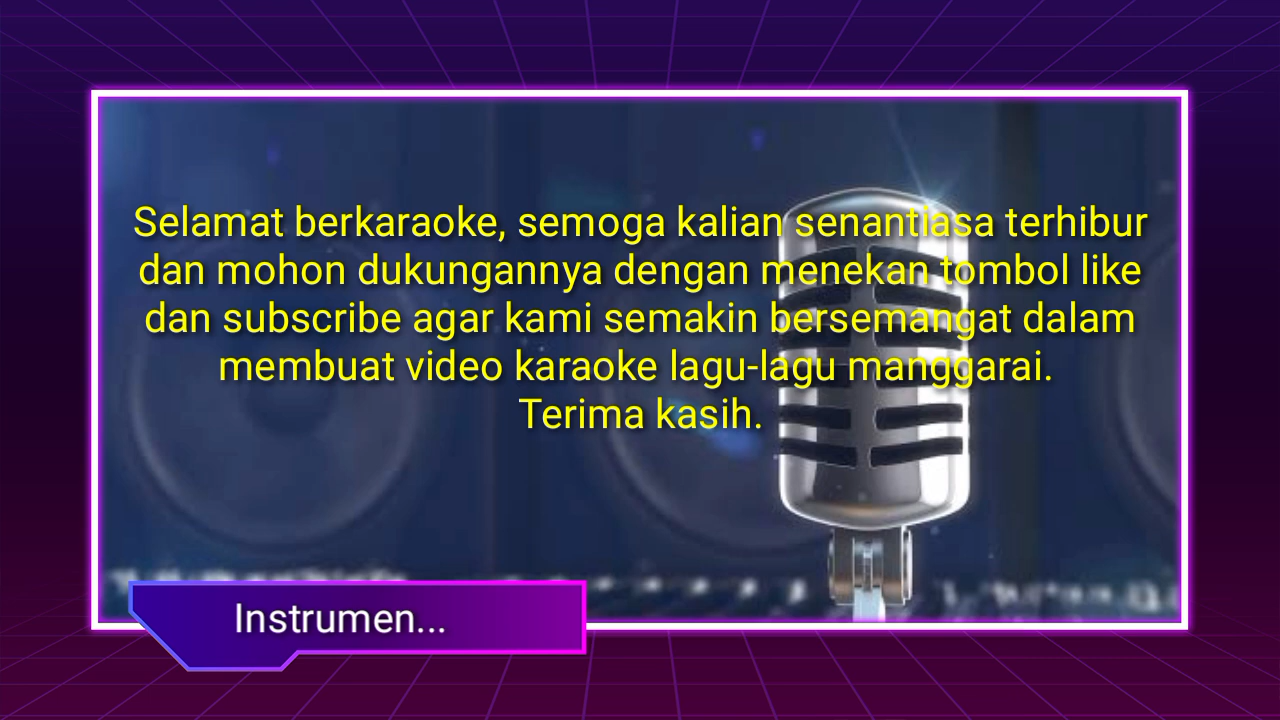 Selamat berkaraoke, semoga kalian senantiasa terhibur
dan mohon dukungannya dengan menekan tombol like
dan subscribe agar kami semakin bersemangat dalam
membuat video karaoke lagu-lagu manggarai.
Terima kasih.
Instrumen...